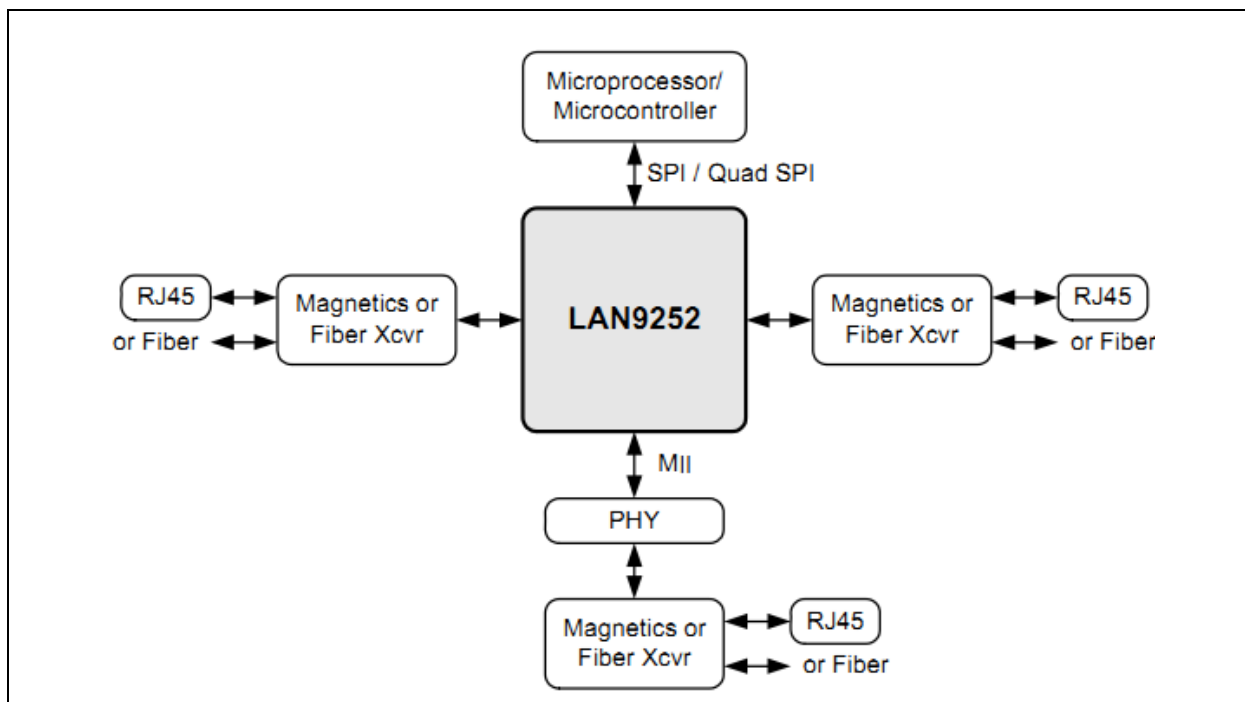 Microprocessor/
Microcontroller
SPI / Quad SPI
RJ45
or Fiber
Magnetics or
Fiber Xcvr
LAN9252
Magnetics or
Fiber Xcvr
RJ45
or Fiber
MII
PHY
Magnetics or
Fiber Xcvr
RJ45
or Fiber